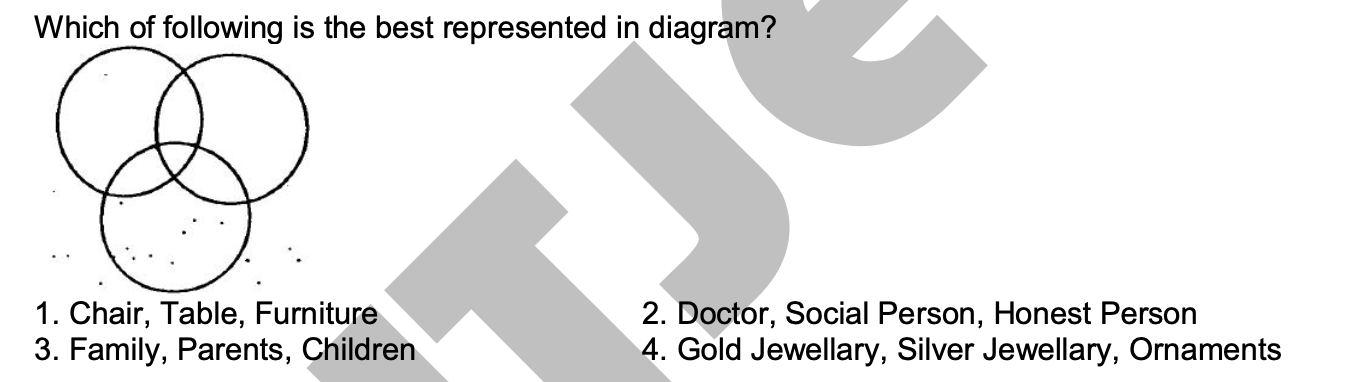 Which of following is the best represented in diagram?
1. Chair, Table, Furniture
2. Doctor, Social Person, Honest Person
3. Family, Parents, Children
4. Gold Jewellary, Silver Jewellary, Ornaments